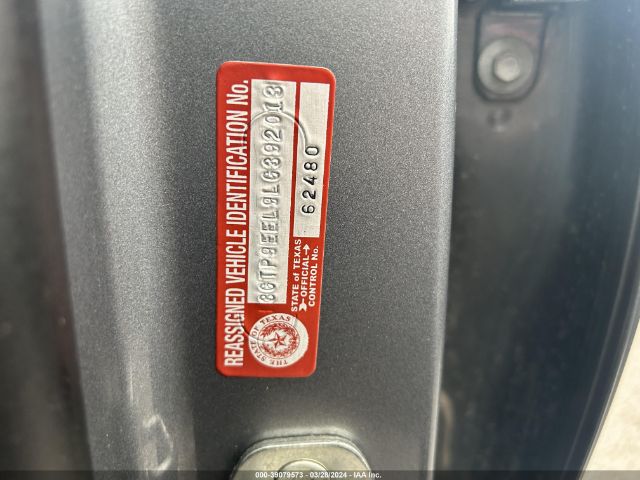 REASSIGNED VEHICLE IDENTIFICATION No.
3GTP9EEL9LG392013
62480
STATE of TEXAS
OFFICIAL
CONTROL No.
THE STATE OF TEXAS
000-39079573 | 03/28/2024 | IAA Inc.